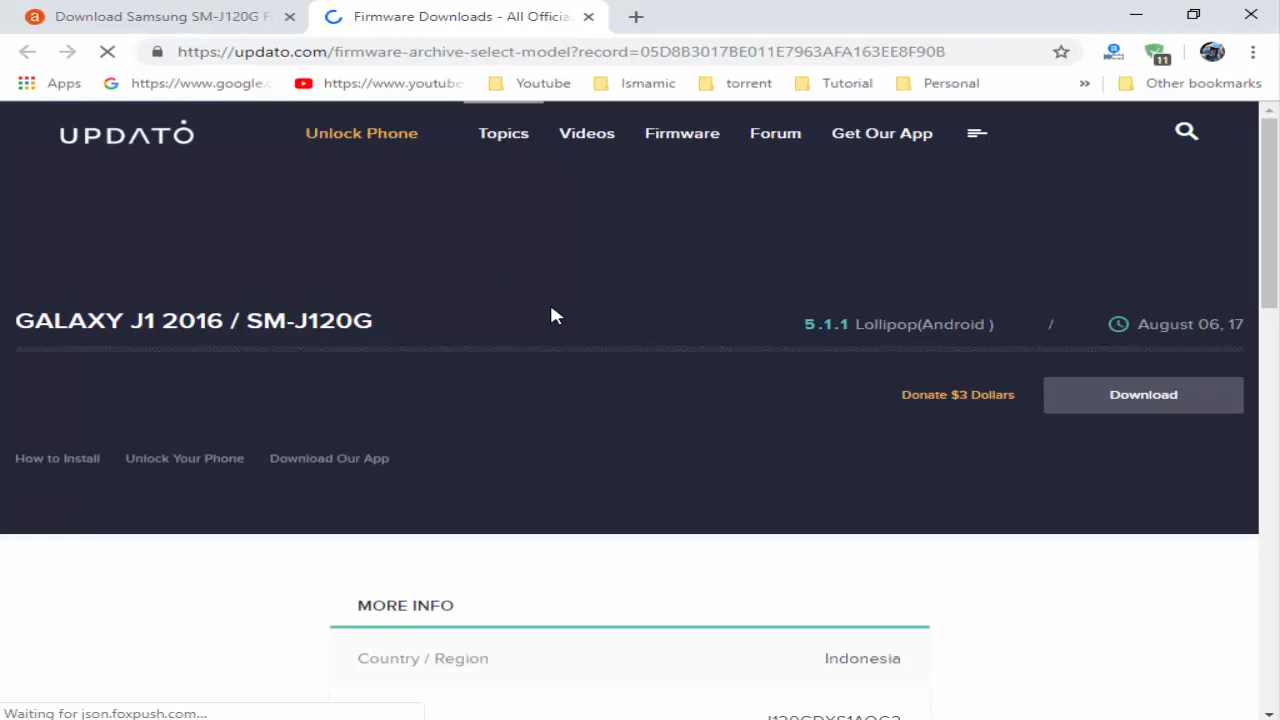 Download Samsung SM-J120G F
Firmware Downloads - All Officia
https://updato.com/firmware-archive-select-model?record=05D8B3017BE011E7963AFA163EE8F90B
11
Apps
https://www.google.c
https://www.youtube
Youtube
Ismamic
torrent
Tutorial
Personal
»
Other bookmarks
UPDATO
Unlock Phone
Topics
Videos
Firmware
Forum
Get Our App
GALAXY J1 2016 / SM-J120G
5.1.1 Lollipop(Android ) / August 06, 17
Donate $3 Dollars
Download
How to Install
Unlock Your Phone
Download Our App
MORE INFO
Country / Region
Indonesia
Waiting for json.foxpush.com...